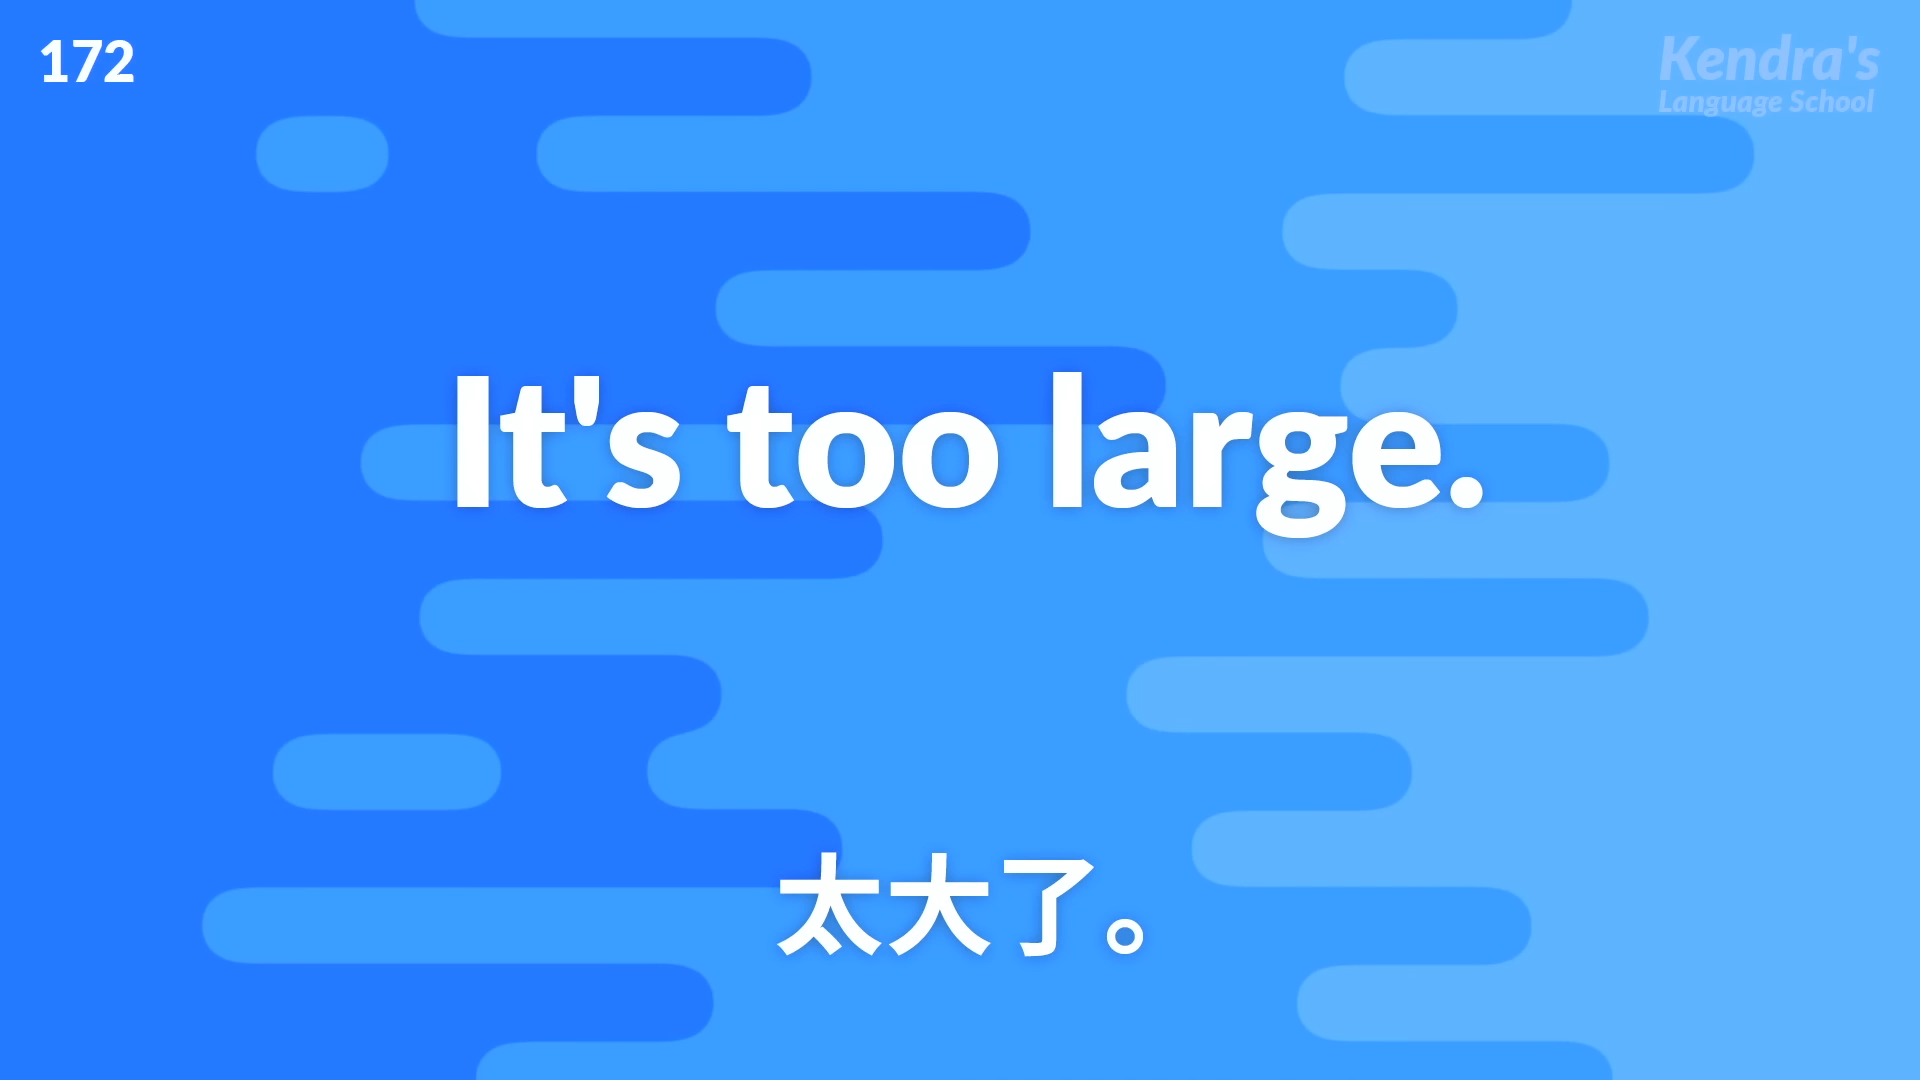 172
Kendra's
Language School
It's too large.
太大了。